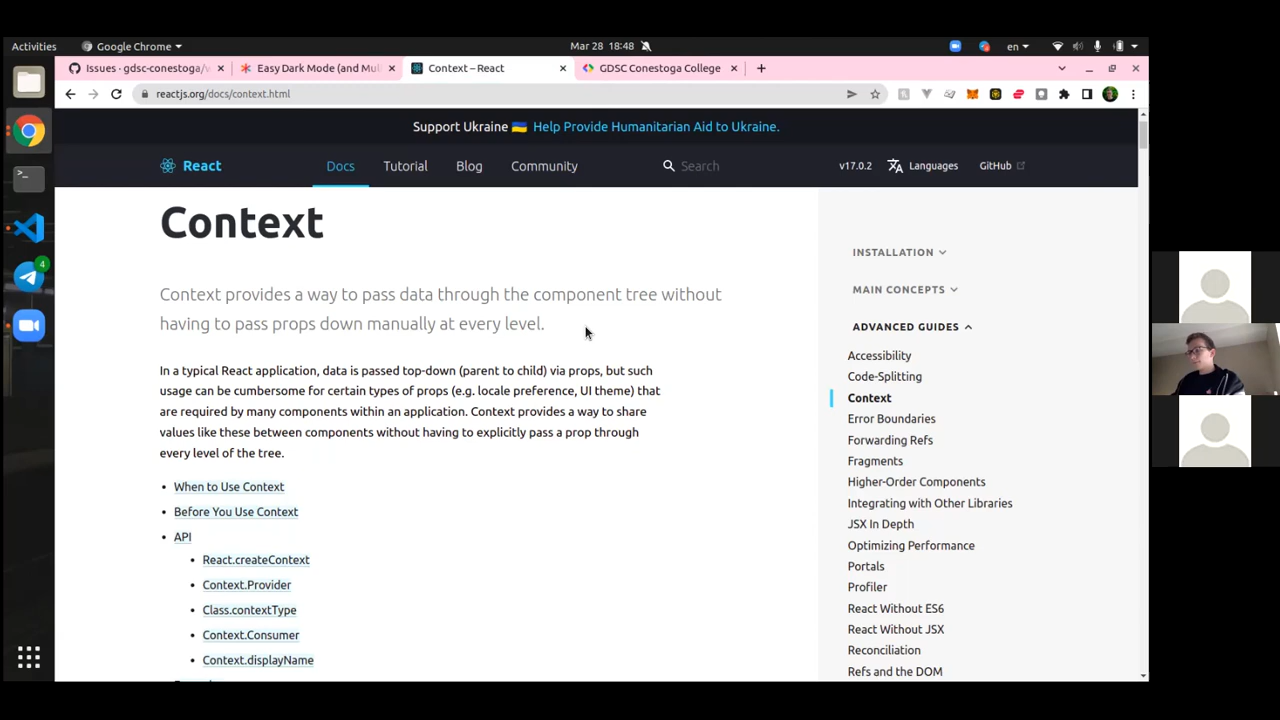 Activities
Google Chrome
Mar 28 18:48
en
Issues · gdsc-conestoga/w
Easy Dark Mode (and Mul
Context – React
GDSC Conestoga College
reactjs.org/docs/context.html
Support Ukraine 🇺🇦 Help Provide Humanitarian Aid to Ukraine.
React
Docs
Tutorial
Blog
Community
Search
v17.0.2
Languages
GitHub
Context
Context provides a way to pass data through the component tree without
having to pass props down manually at every level.
In a typical React application, data is passed top-down (parent to child) via props, but such
usage can be cumbersome for certain types of props (e.g. locale preference, UI theme) that
are required by many components within an application. Context provides a way to share
values like these between components without having to explicitly pass a prop through
every level of the tree.
• When to Use Context
• Before You Use Context
• API
• React.createContext
• Context.Provider
• Class.contextType
• Context.Consumer
• Context.displayName
INSTALLATION
MAIN CONCEPTS
ADVANCED GUIDES
Accessibility
Code-Splitting
Context
Error Boundaries
Forwarding Refs
Fragments
Higher-Order Components
Integrating with Other Libraries
JSX In Depth
Optimizing Performance
Portals
Profiler
React Without ES6
React Without JSX
Reconciliation
Refs and the DOM
4